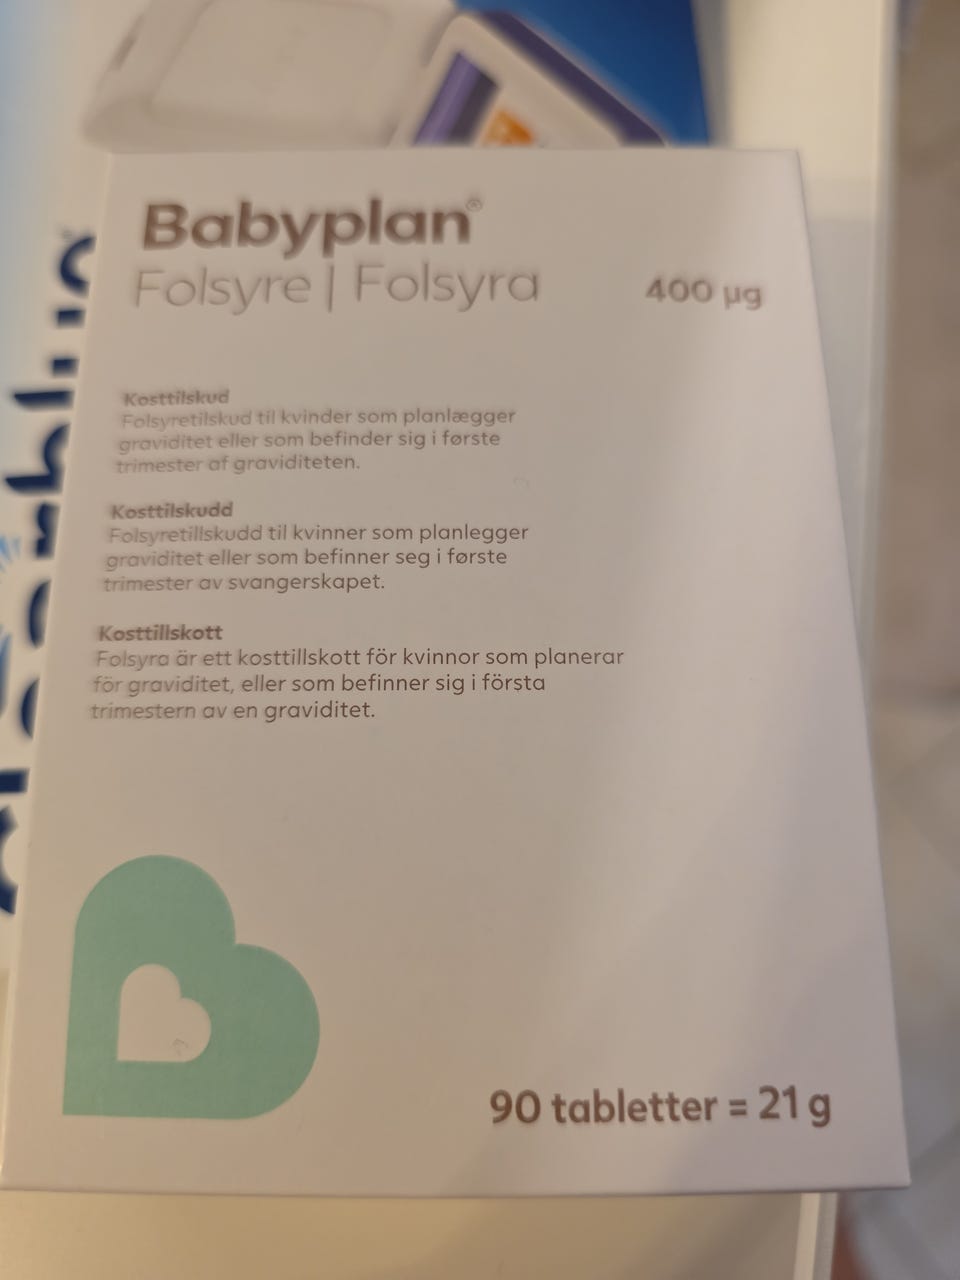 Babyplan®
Folsyre | Folsyra 400 µg
Kosttilskud
Folsyretilskud til kvinder som planlægger
graviditet eller som befinder sig i første
trimester af graviditeten.
Kosttilskudd
Folsyretillskudd til kvinner som planlegger
graviditet eller som befinner seg i første
trimester av svangerskapet.
Kosttillskott
Folsyra är ett kosttillskott för kvinnor som planerar
för graviditet, eller som befinner sig i första
trimestern av en graviditet.
90 tabletter = 21 g